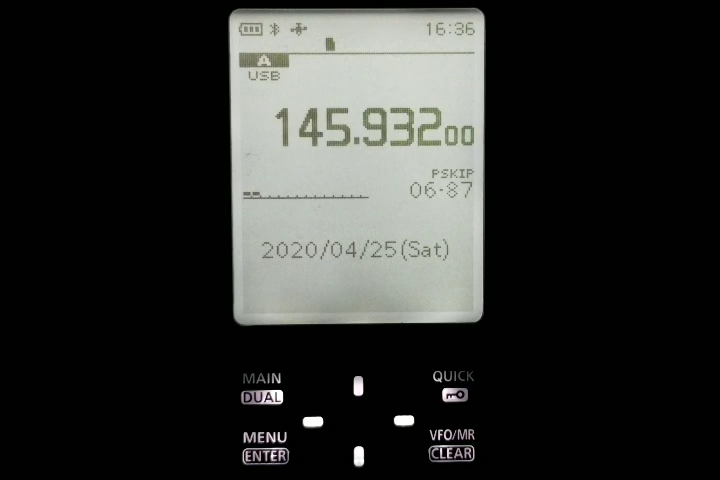 16:36
A
USB
145.93200
PSKIP
06-87
2020/04/25(Sat)
MAIN QUICK
DUAL
MENU VFO/MR
ENTER CLEAR